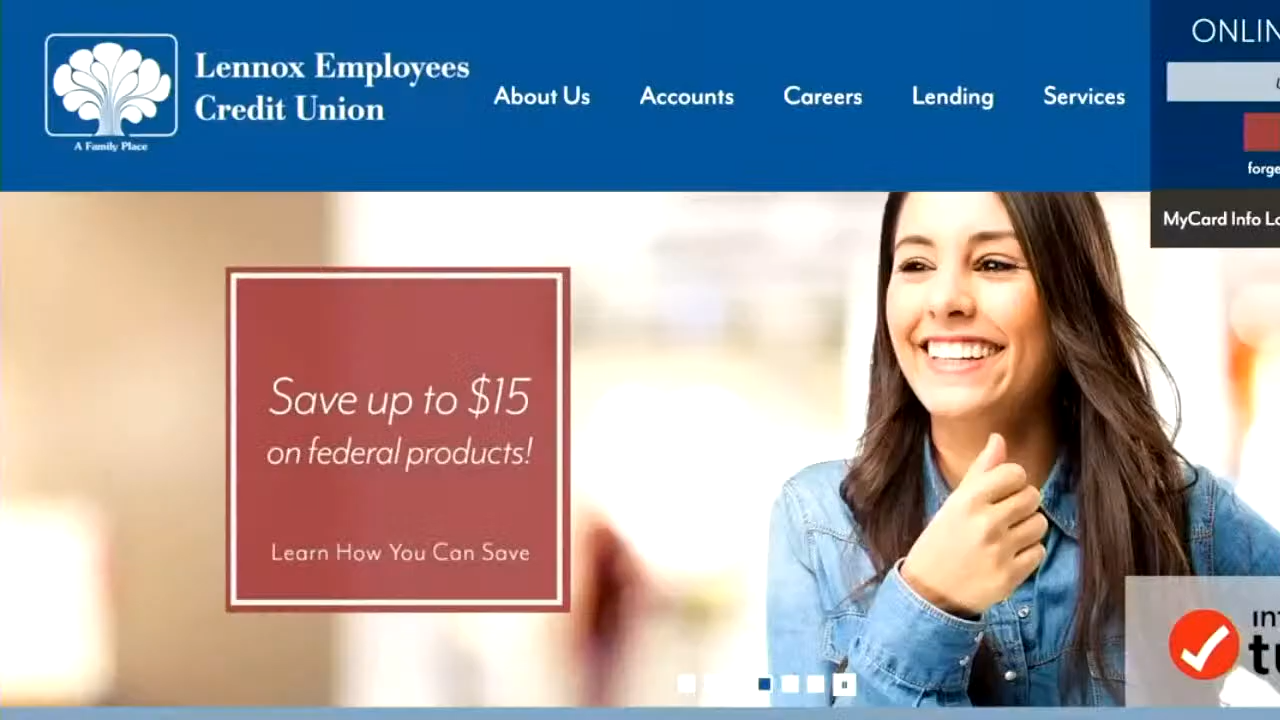 Lennox Employees
Credit Union
A Family Place
About Us
Accounts
Careers
Lending
Services
ONLIN
forge
MyCard Info Lo
Save up to $15
on federal products!
Learn How You Can Save